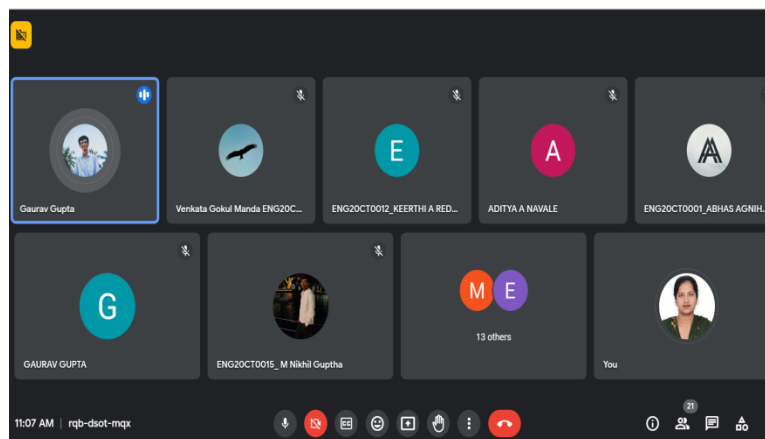 E
A
Gaurav Gupta
Venkata Gokul Manda ENG20C...
ENG20CT0012_KEERTHI A RED...
ADITYA A NAVALE
ENG20CT0001_ABHAS AGNIH..
G
M E
13 others
GAURAV GUPTA
ENG20CT0015_ M Nikhil Guptha
You
21
11:07 AM | rqb-dsot-mqx
CC